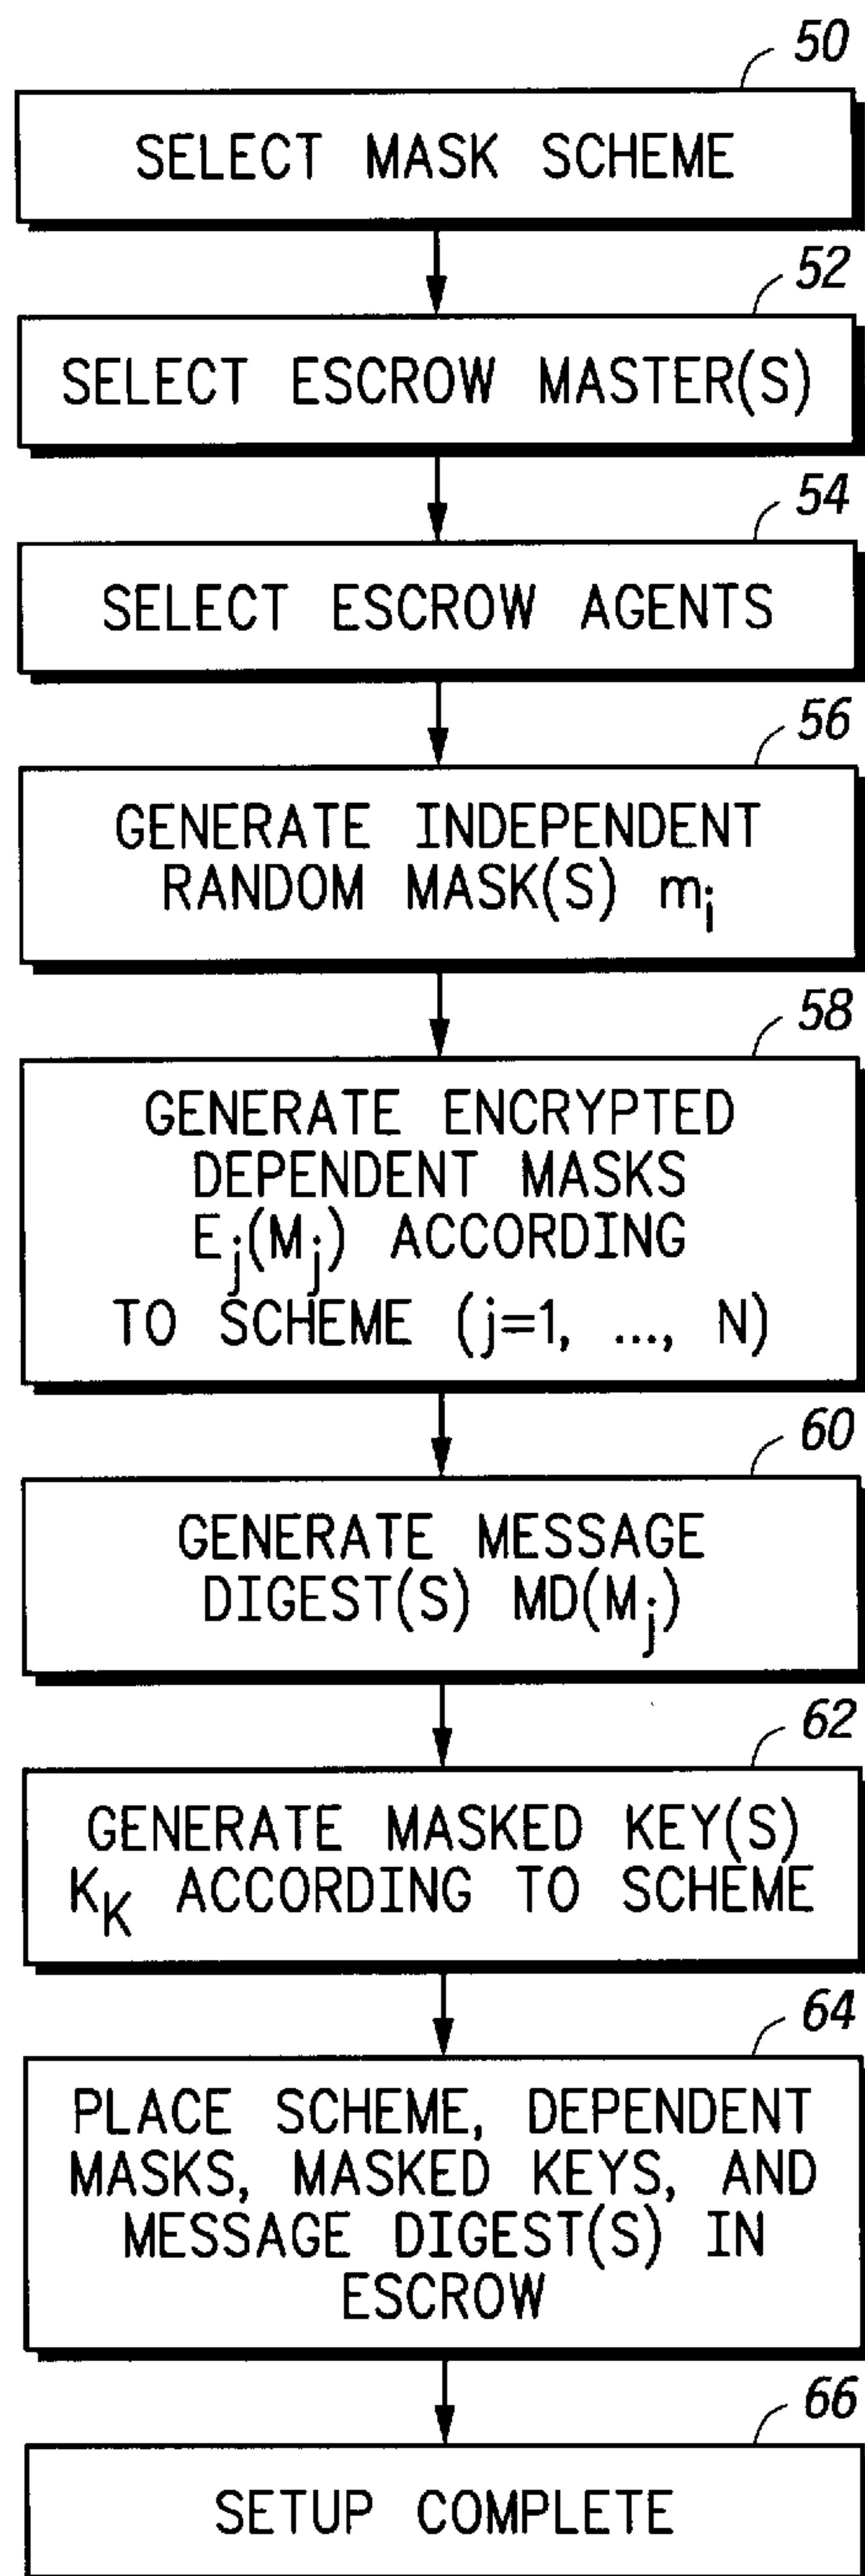 50
SELECT MASK SCHEME
52
SELECT ESCROW MASTER(S)
54
SELECT ESCROW AGENTS
56
GENERATE INDEPENDENT
RANDOM MASK(S) mi
58
GENERATE ENCRYPTED
DEPENDENT MASKS
Ej(Mj) ACCORDING
TO SCHEME (j=1, ..., N)
60
GENERATE MESSAGE
DIGEST(S) MD(Mj)
62
GENERATE MASKED KEY(S)
KK ACCORDING TO SCHEME
64
PLACE SCHEME, DEPENDENT
MASKS, MASKED KEYS, AND
MESSAGE DIGEST(S) IN
ESCROW
66
SETUP COMPLETE